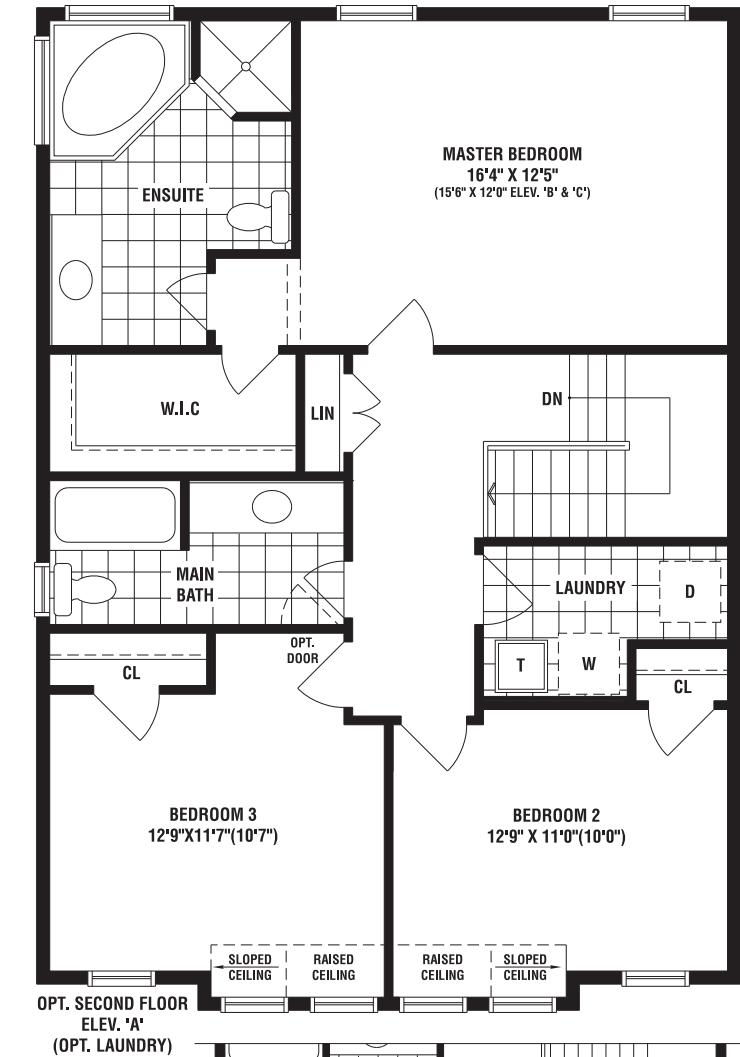 MASTER BEDROOM
16'4" X 12'5"
(15'6" X 12'0" ELEV. 'B' & 'C')
ENSUITE
W.I.C
LIN
DN
MAIN
BATH
LAUNDRY
D
OPT.
DOOR
T
W
CL
CL
BEDROOM 3
12'9"X11'7"(10'7")
BEDROOM 2
12'9" X 11'0"(10'0")
SLOPED
CEILING
RAISED
CEILING
RAISED
CEILING
SLOPED
CEILING
OPT. SECOND FLOOR
ELEV. 'A'
(OPT. LAUNDRY)